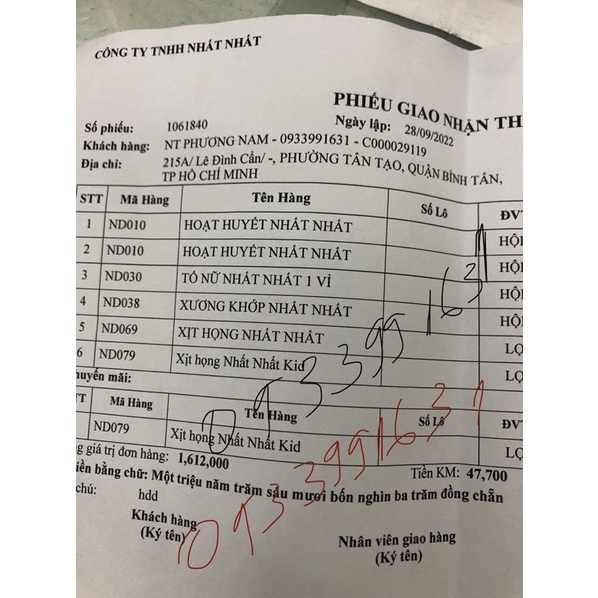 CÔNG TY TNHH NHẤT NHẤT
PHIẾU GIAO NHẬN TH
Số phiếu: 1061840 Ngày lập: 28/09/2022
Khách hàng: NT PHƯƠNG NAM - 0933991631 - C000029119
Địa chỉ: 215A/ Lê Đình Cẩn/ -, PHƯỜNG TÂN TẠO, QUẬN BÌNH TÂN,
TP HỒ CHÍ MINH
STT Mã Hàng Tên Hàng Số Lô ĐVT
1 ND010 HOẠT HUYẾT NHẤT NHẤT HỘ
2 ND010 HOẠT HUYẾT NHẤT NHẤT HỘ
3 ND030 TỐ NỮ NHẤT NHẤT 1 VỈ HỘ
4 ND038 XƯƠNG KHỚP NHẤT NHẤT HỘ
5 ND069 XỊT HỌNG NHẤT NHẤT LỌ
6 ND079 Xịt họng Nhất Nhất Kid LỌ
0933991631
huyến mãi:
TT Mã Hàng Tên Hàng Số Lô ĐVT
ND079 Xịt họng Nhất Nhất Kid LỌ
0933991631
ng giá trị đơn hàng: 1,612,000 Tiền KM: 47,700
iền bằng chữ: Một triệu năm trăm sáu mươi bốn nghìn ba trăm đồng chẵn
chú: hdd
Khách hàng Nhân viên giao hàng
(Ký tên) (Ký tên)